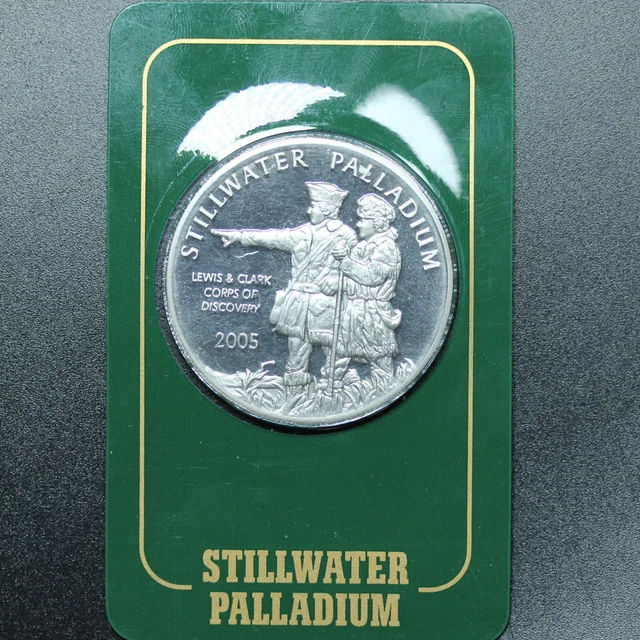 STILLWATER PALLADIUM
LEWIS & CLARK
CORPS OF
DISCOVERY
2005
STILLWATER
PALLADIUM